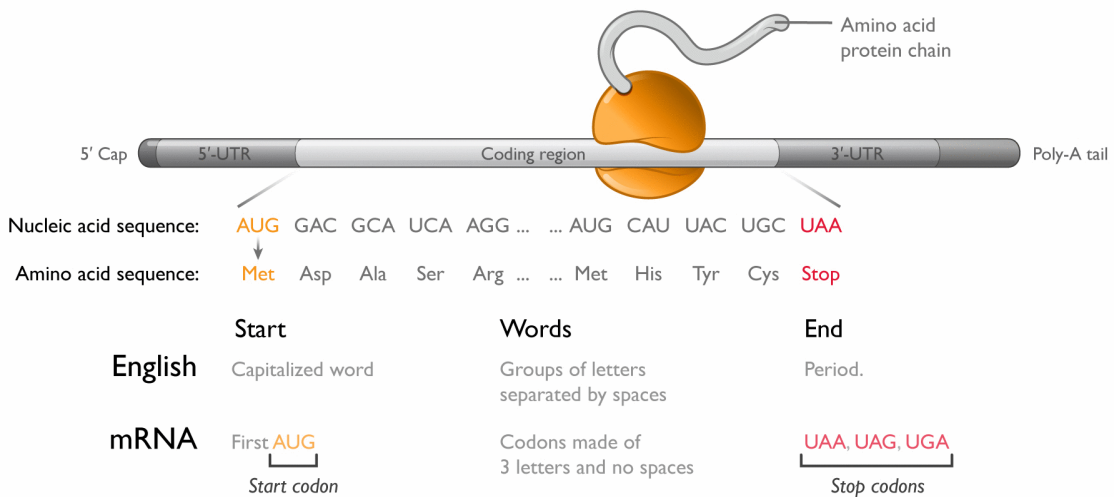 Amino acid
protein chain
5′ Cap 5′-UTR Coding region 3′-UTR Poly-A tail
Nucleic acid sequence: AUG GAC GCA UCA AGG ... ... AUG CAU UAC UGC UAA
Amino acid sequence: Met Asp Ala Ser Arg ... ... Met His Tyr Cys Stop
Start Words End
English Capitalized word Groups of letters Period.
separated by spaces
mRNA First AUG Codons made of UAA, UAG, UGA
3 letters and no spaces
Start codon Stop codons